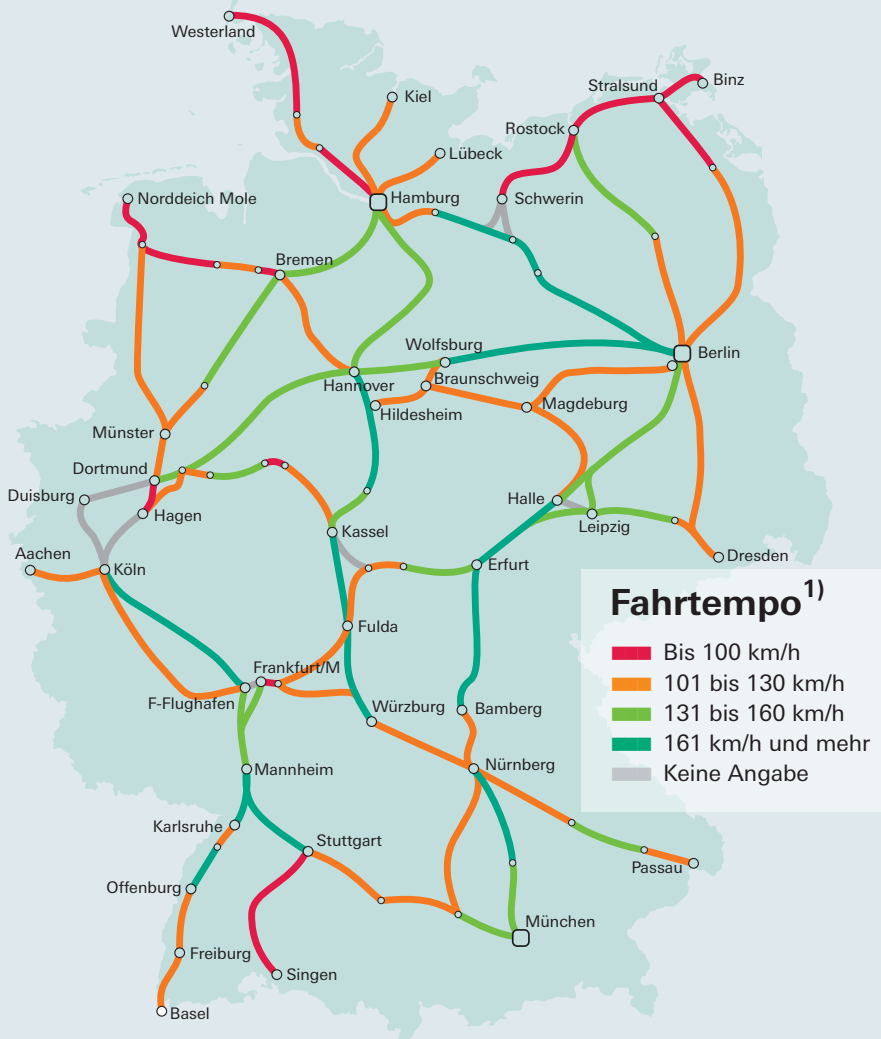 Westerland
Kiel
Stralsund
Binz
Rostock
Lübeck
Norddeich Mole
Hamburg
Schwerin
Bremen
Wolfsburg
Berlin
Hannover
Braunschweig
Hildesheim
Magdeburg
Münster
Dortmund
Duisburg
Hagen
Halle
Leipzig
Kassel
Aachen
Köln
Erfurt
Dresden
Fulda
Frankfurt/M
F-Flughafen
Würzburg
Bamberg
Mannheim
Nürnberg
Karlsruhe
Stuttgart
Passau
Offenburg
München
Freiburg
Singen
Basel
Fahrtempo1)
Bis 100 km/h
101 bis 130 km/h
131 bis 160 km/h
161 km/h und mehr
Keine Angabe